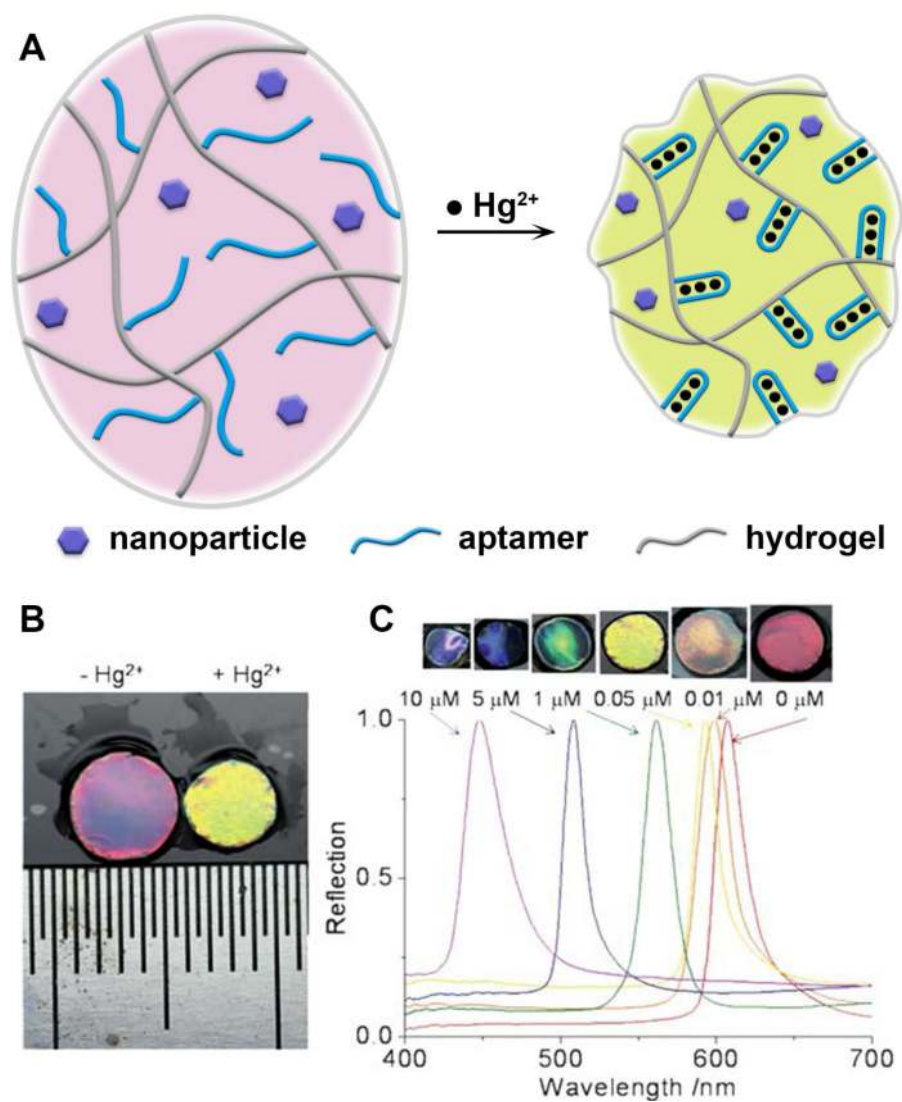 A
● Hg²⁺
nanoparticle aptamer hydrogel
B
- Hg²⁺ + Hg²⁺
C
10 μM 5 μM 1 μM 0.05 μM 0.01 μM 0 μM
1.0
0.5
0.0
Reflection
400 500 600 700
Wavelength /nm